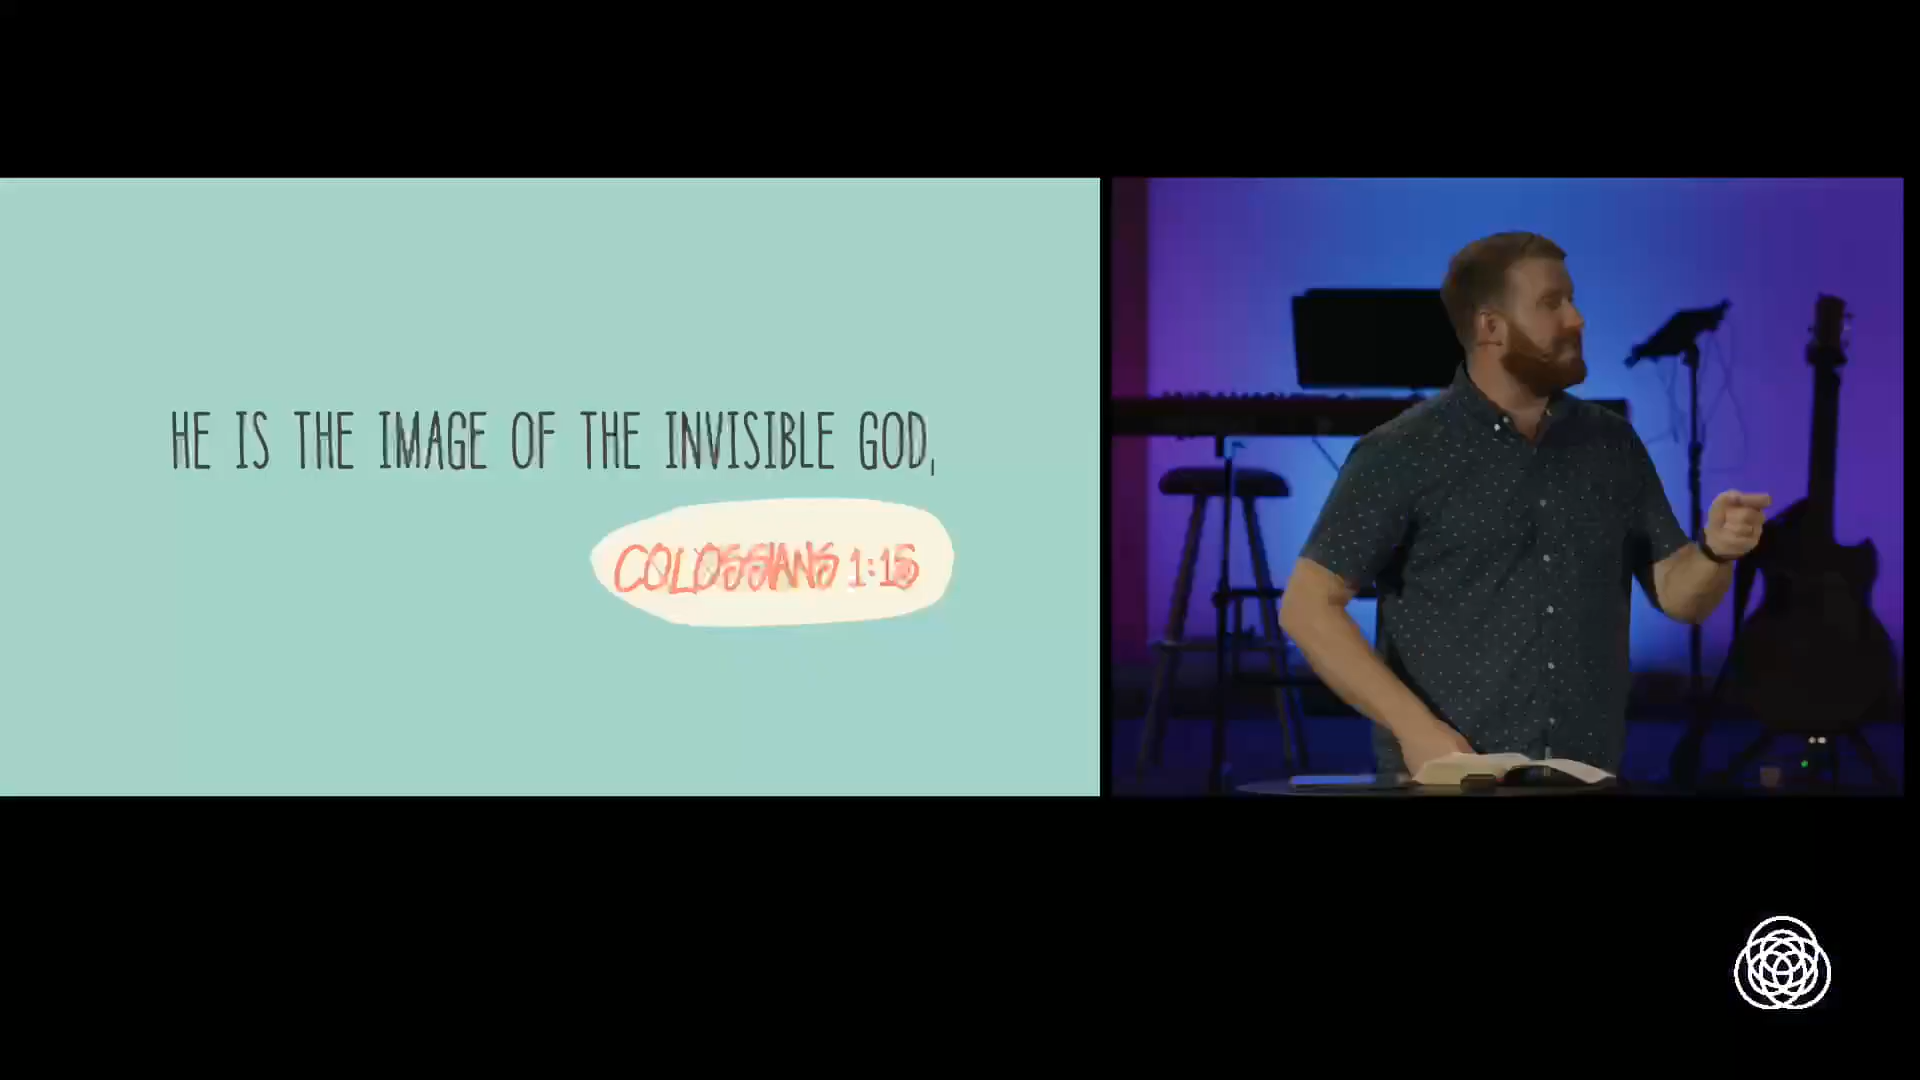 HE IS THE IMAGE OF THE INVISIBLE GOD,
COLOSSIANS 1:15